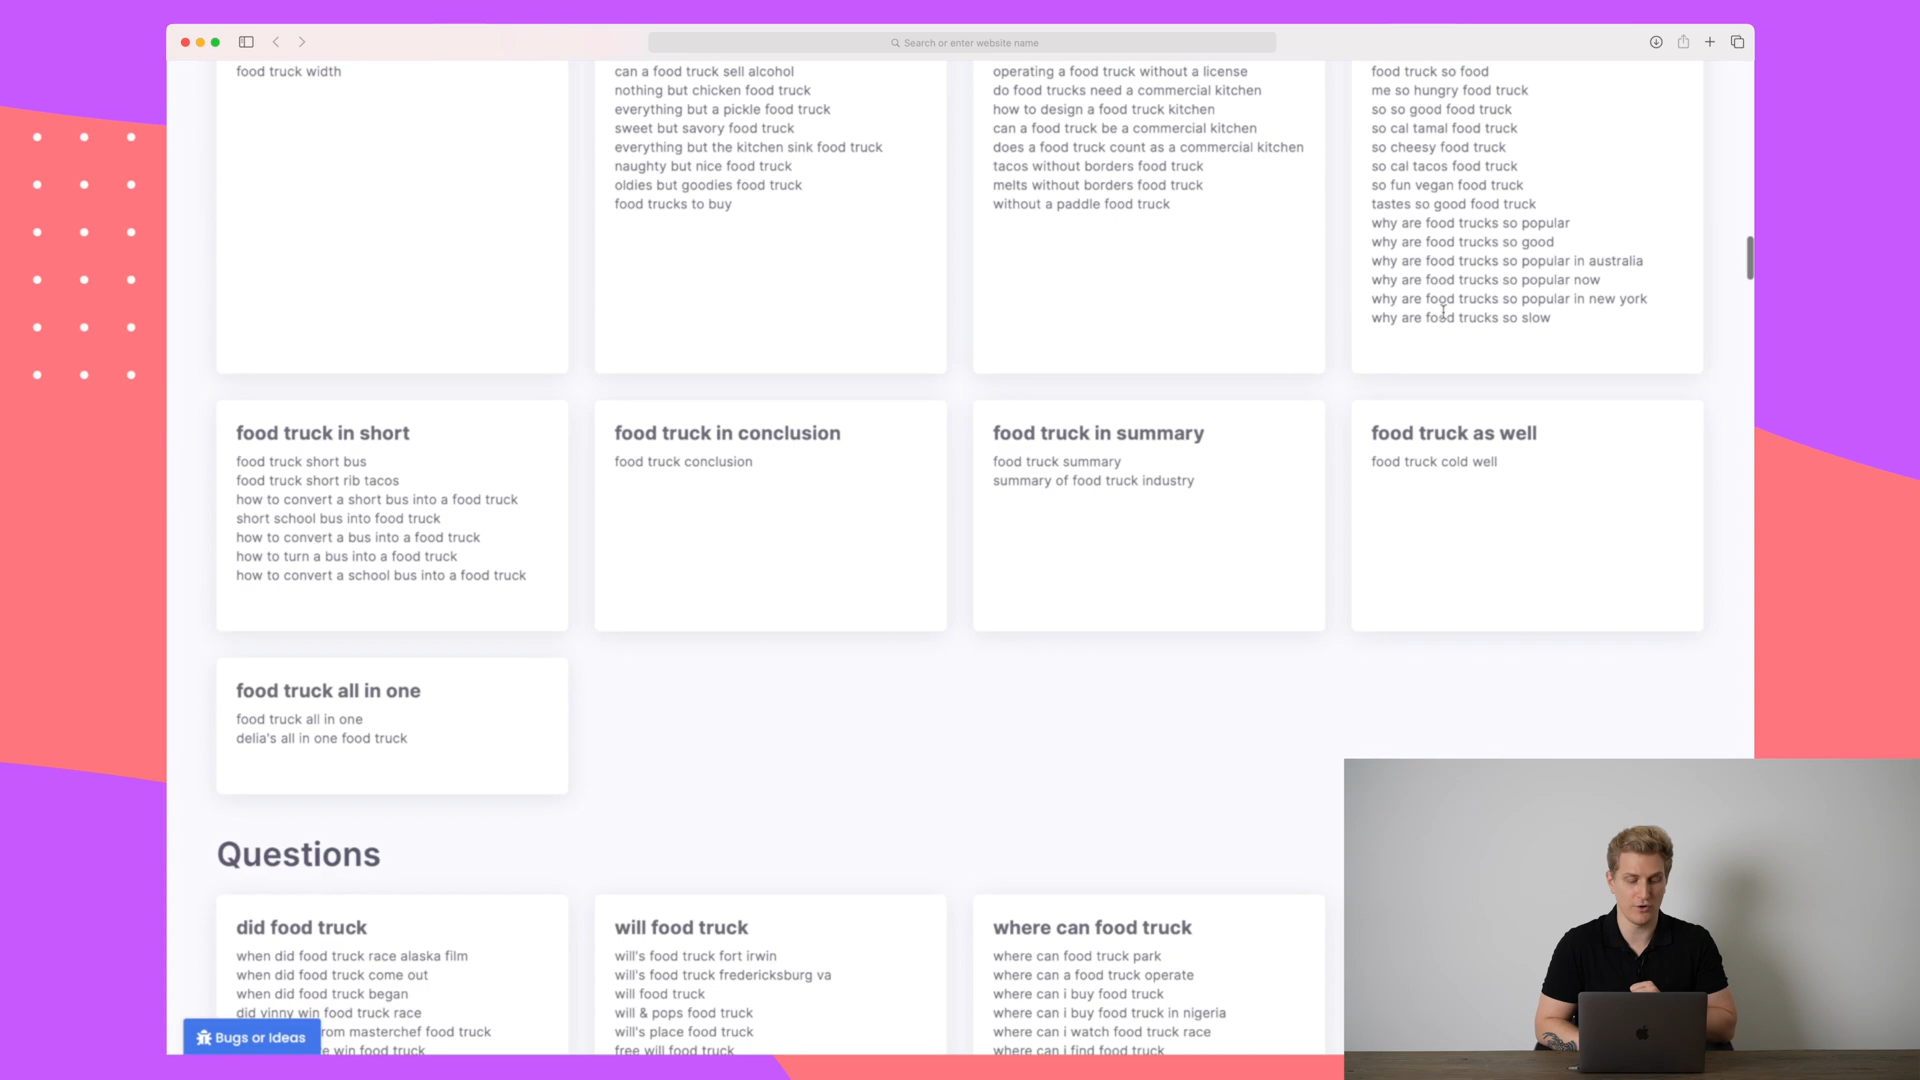 Search or enter website name
food truck width
can a food truck sell alcohol
nothing but chicken food truck
everything but a pickle food truck
sweet but savory food truck
everything but the kitchen sink food truck
naughty but nice food truck
oldies but goodies food truck
food trucks to buy
operating a food truck without a license
do food trucks need a commercial kitchen
how to design a food truck kitchen
can a food truck be a commercial kitchen
does a food truck count as a commercial kitchen
tacos without borders food truck
melts without borders food truck
without a paddle food truck
food truck so food
me so hungry food truck
so so good food truck
so cal tamal food truck
so cheesy food truck
so cal tacos food truck
so fun vegan food truck
tastes so good food truck
why are food trucks so popular
why are food trucks so good
why are food trucks so popular in australia
why are food trucks so popular now
why are food trucks so popular in new york
why are food trucks so slow
food truck in short
food truck short bus
food truck short rib tacos
how to convert a short bus into a food truck
short school bus into food truck
how to convert a bus into a food truck
how to turn a bus into a food truck
how to convert a school bus into a food truck
food truck in conclusion
food truck conclusion
food truck in summary
food truck summary
summary of food truck industry
food truck as well
food truck cold well
food truck all in one
food truck all in one
delia's all in one food truck
Questions
did food truck
when did food truck race alaska film
when did food truck come out
when did food truck began
did vinny win food truck race
rom masterchef food truck
win food truck
will food truck
will's food truck fort irwin
will's food truck fredericksburg va
will food truck
will & pops food truck
will's place food truck
free will food truck
where can food truck
where can food truck park
where can a food truck operate
where can i buy food truck
where can i buy food truck in nigeria
where can i watch food truck race
where can i find food truck
Bugs or Ideas